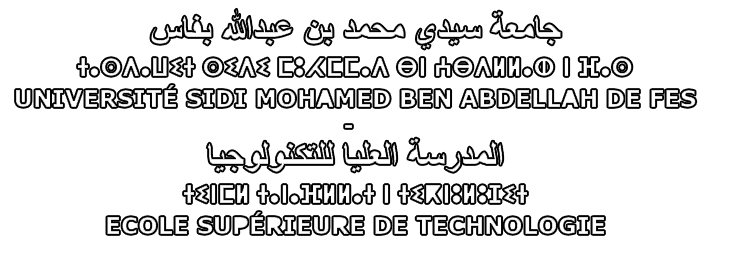 جامعة سيدي محمد بن عبدالله بفاس
ⵜⴰⵙⴷⴰⵡⵉⵜ ⵙⵉⴷⵉ ⵎⵓⵃⵎⵎⴰⴷ ⴱⵏ ⵄⴱⴷⵍⵍⴰⵀ ⵏ ⴼⴰⵙ
UNIVERSITÉ SIDI MOHAMED BEN ABDELLAH DE FES
-
المدرسة العليا للتكنولوجيا
ⵜⵉⵏⵎⵍ ⵜⴰⵏⴰⴼⵍⵍⴰⵜ ⵏ ⵜⵉⴽⵏⵓⵍⵓⵊⵉⵜ
ECOLE SUPÉRIEURE DE TECHNOLOGIE